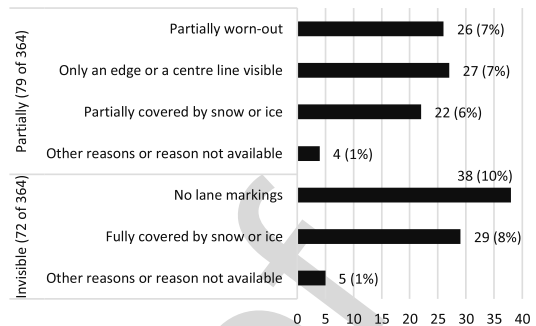 Partially (79 of 364)
Partially worn-out 26 (7%)
Only an edge or a centre line visible 27 (7%)
Partially covered by snow or ice 22 (6%)
Other reasons or reason not available 4 (1%)
Invisible (72 of 364)
No lane markings 38 (10%)
Fully covered by snow or ice 29 (8%)
Other reasons or reason not available 5 (1%)
0 5 10 15 20 25 30 35 40